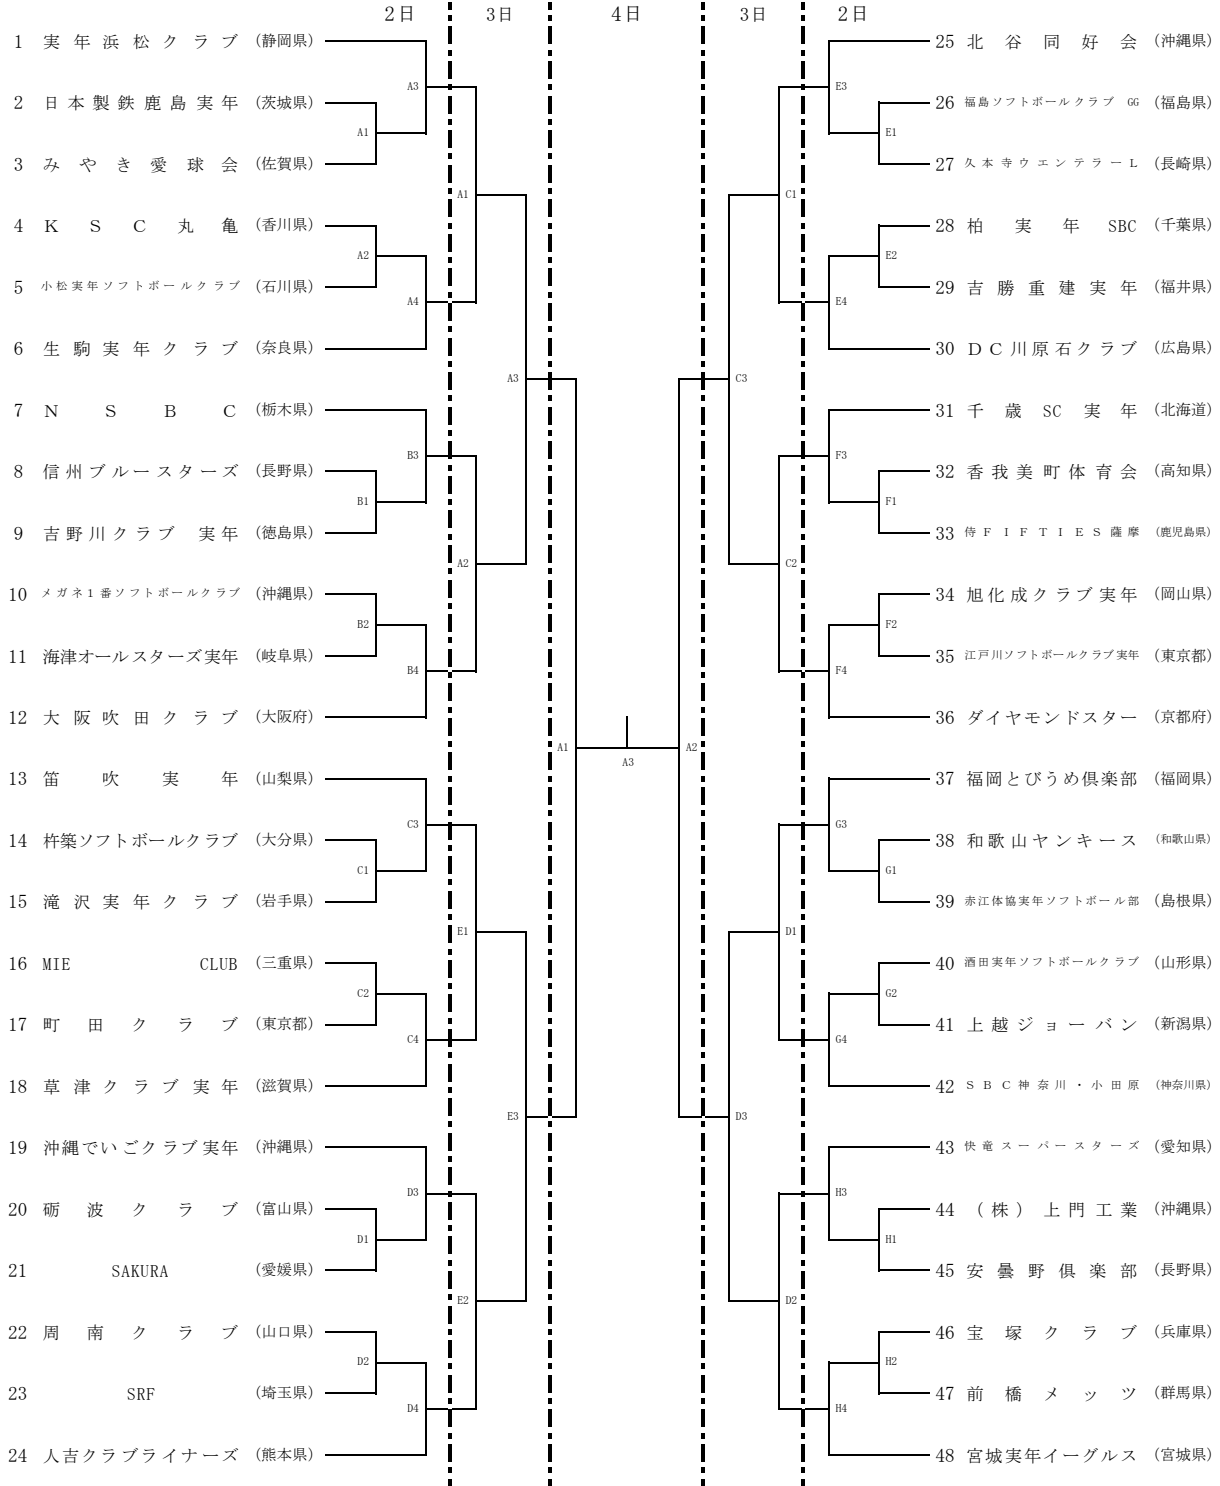 2日 3日 4日 3日 2日
1 実年浜松クラブ (静岡県)
2 日本製鉄鹿島実年 (茨城県)
3 みやき愛球会 (佐賀県)
4 KSC丸亀 (香川県)
5 小松実年ソフトボールクラブ (石川県)
6 生駒実年クラブ (奈良県)
7 NSBC (栃木県)
8 信州ブルースターズ (長野県)
9 吉野川クラブ 実年 (徳島県)
10 メガネ1番ソフトボールクラブ (沖縄県)
11 海津オールスターズ実年 (岐阜県)
12 大阪吹田クラブ (大阪府)
13 笛吹実年 (山梨県)
14 杵築ソフトボールクラブ (大分県)
15 滝沢実年クラブ (岩手県)
16 MIE CLUB (三重県)
17 町田クラブ (東京都)
18 草津クラブ実年 (滋賀県)
19 沖縄でいごクラブ実年 (沖縄県)
20 砺波クラブ (富山県)
21 SAKURA (愛媛県)
22 周南クラブ (山口県)
23 SRF (埼玉県)
24 人吉クラブライナーズ (熊本県)
A3
A1
A2
A4
B3
B1
B2
B4
C3
C1
C2
C4
D3
D1
D2
D4
A1
A2
E1
E2
A3
E3
A1
A3
A2
C3
D3
C1
C2
D1
D2
E3
E1
E2
E4
F3
F1
F2
F4
G3
G1
G2
G4
H3
H1
H2
H4
25 北谷同好会 (沖縄県)
26 福島ソフトボールクラブ GG (福島県)
27 久本寺ウエンテラーL (長崎県)
28 柏実年SBC (千葉県)
29 吉勝重建実年 (福井県)
30 DC川原石クラブ (広島県)
31 千歳SC実年 (北海道)
32 香我美町体育会 (高知県)
33 侍FIFTIES薩摩 (鹿児島県)
34 旭化成クラブ実年 (岡山県)
35 江戸川ソフトボールクラブ実年 (東京都)
36 ダイヤモンドスター (京都府)
37 福岡とびうめ倶楽部 (福岡県)
38 和歌山ヤンキース (和歌山県)
39 赤江体協実年ソフトボール部 (島根県)
40 酒田実年ソフトボールクラブ (山形県)
41 上越ジョーバン (新潟県)
42 SBC神奈川・小田原 (神奈川県)
43 快竜スーパースターズ (愛知県)
44 (株)上門工業 (沖縄県)
45 安曇野倶楽部 (長野県)
46 宝塚クラブ (兵庫県)
47 前橋メッツ (群馬県)
48 宮城実年イーグルス (宮城県)